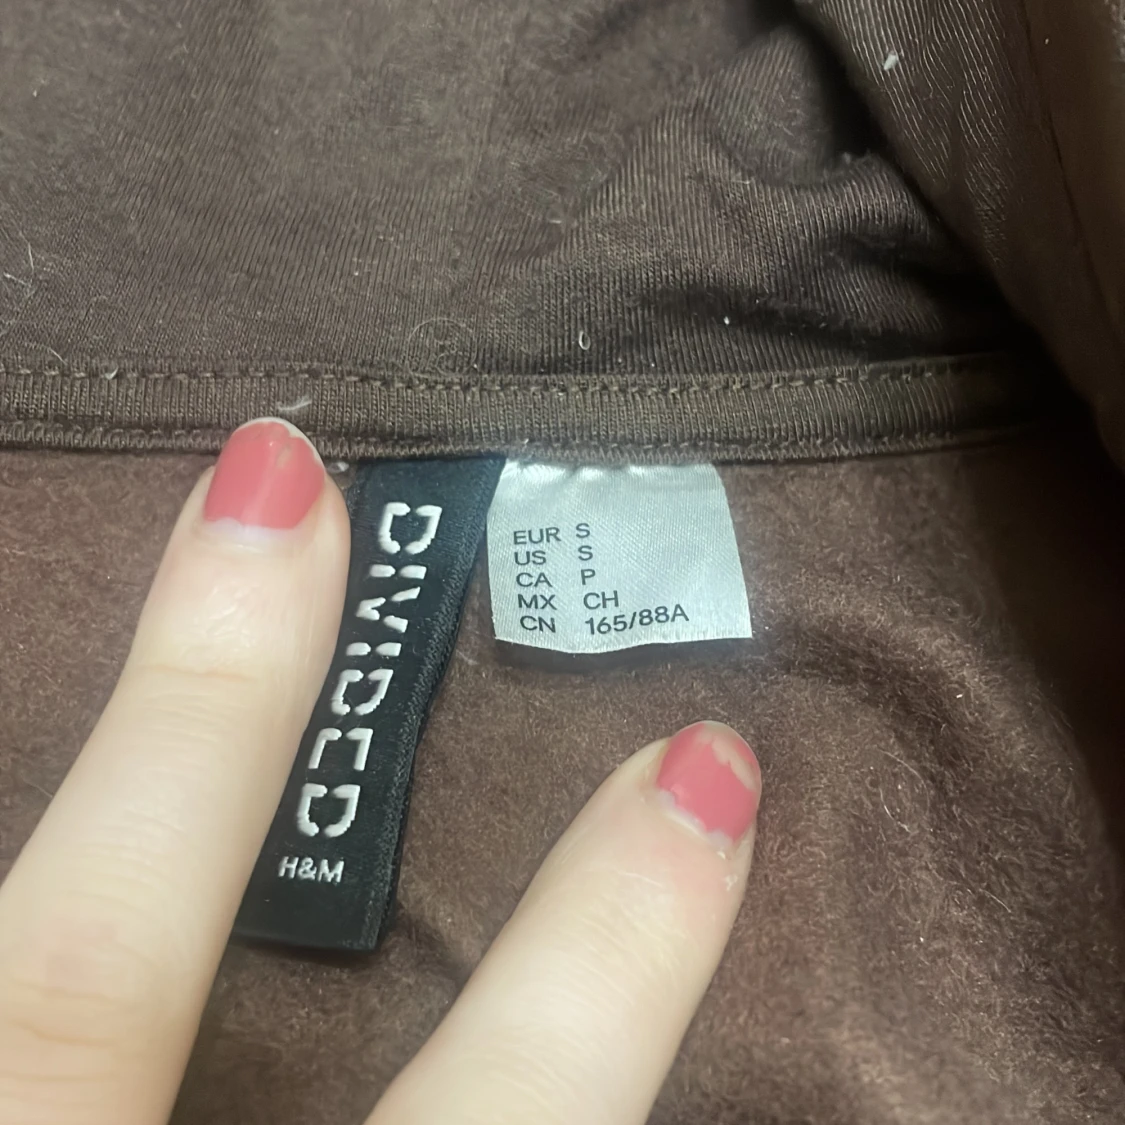 DIVIDED
H&M
EUR S
US S
CA P
MX CH
CN 165/88A